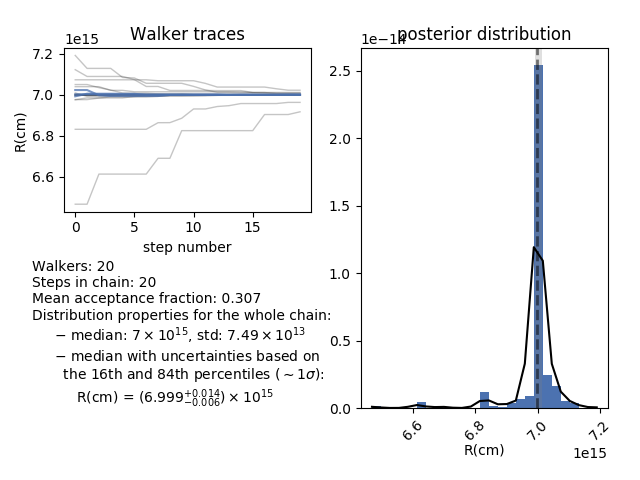 Walker traces
1e15
7.2
7.0
6.8
6.6
R(cm)
0 5 10 15
step number
Walkers: 20
Steps in chain: 20
Mean acceptance fraction: 0.307
Distribution properties for the whole chain:
− median: 7 × 10^15, std: 7.49 × 10^13
− median with uncertainties based on
the 16th and 84th percentiles (∼1σ):
R(cm) = (6.999^{+0.014}_{−0.006}) × 10^15
posterior distribution
1e−14
2.5
2.0
1.5
1.0
0.5
0.0
6.6 6.8 7.0 7.2
R(cm)
1e15